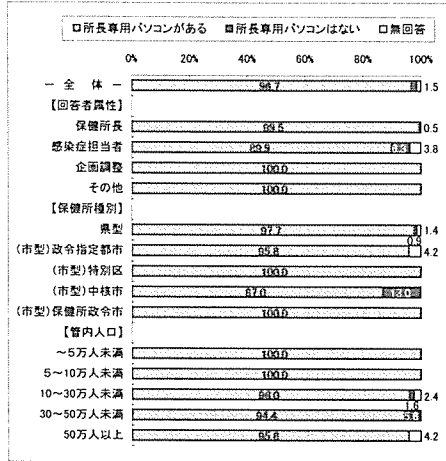 □所長専用パソコンがある ■所長専用パソコンはない □無回答
0% 20% 40% 60% 80% 100%
－ 全 体 － 96.7 1.5
【回答者属性】
保健所長 99.5 0.5
感染症担当者 89.9 3.8
企画調整 100.0
その他 100.0
【保健所種別】
県型 97.7 1.4
0.9
(市型)政令指定都市 95.8 4.2
(市型)特別区 100.0
(市型)中核市 87.0 13.0
(市型)保健所政令市 100.0
【管内人口】
～5万人未満 100.0
5～10万人未満 100.0
10～30万人未満 96.0 2.4
1.6
30～50万人未満 94.4
50万人以上 95.8 4.2